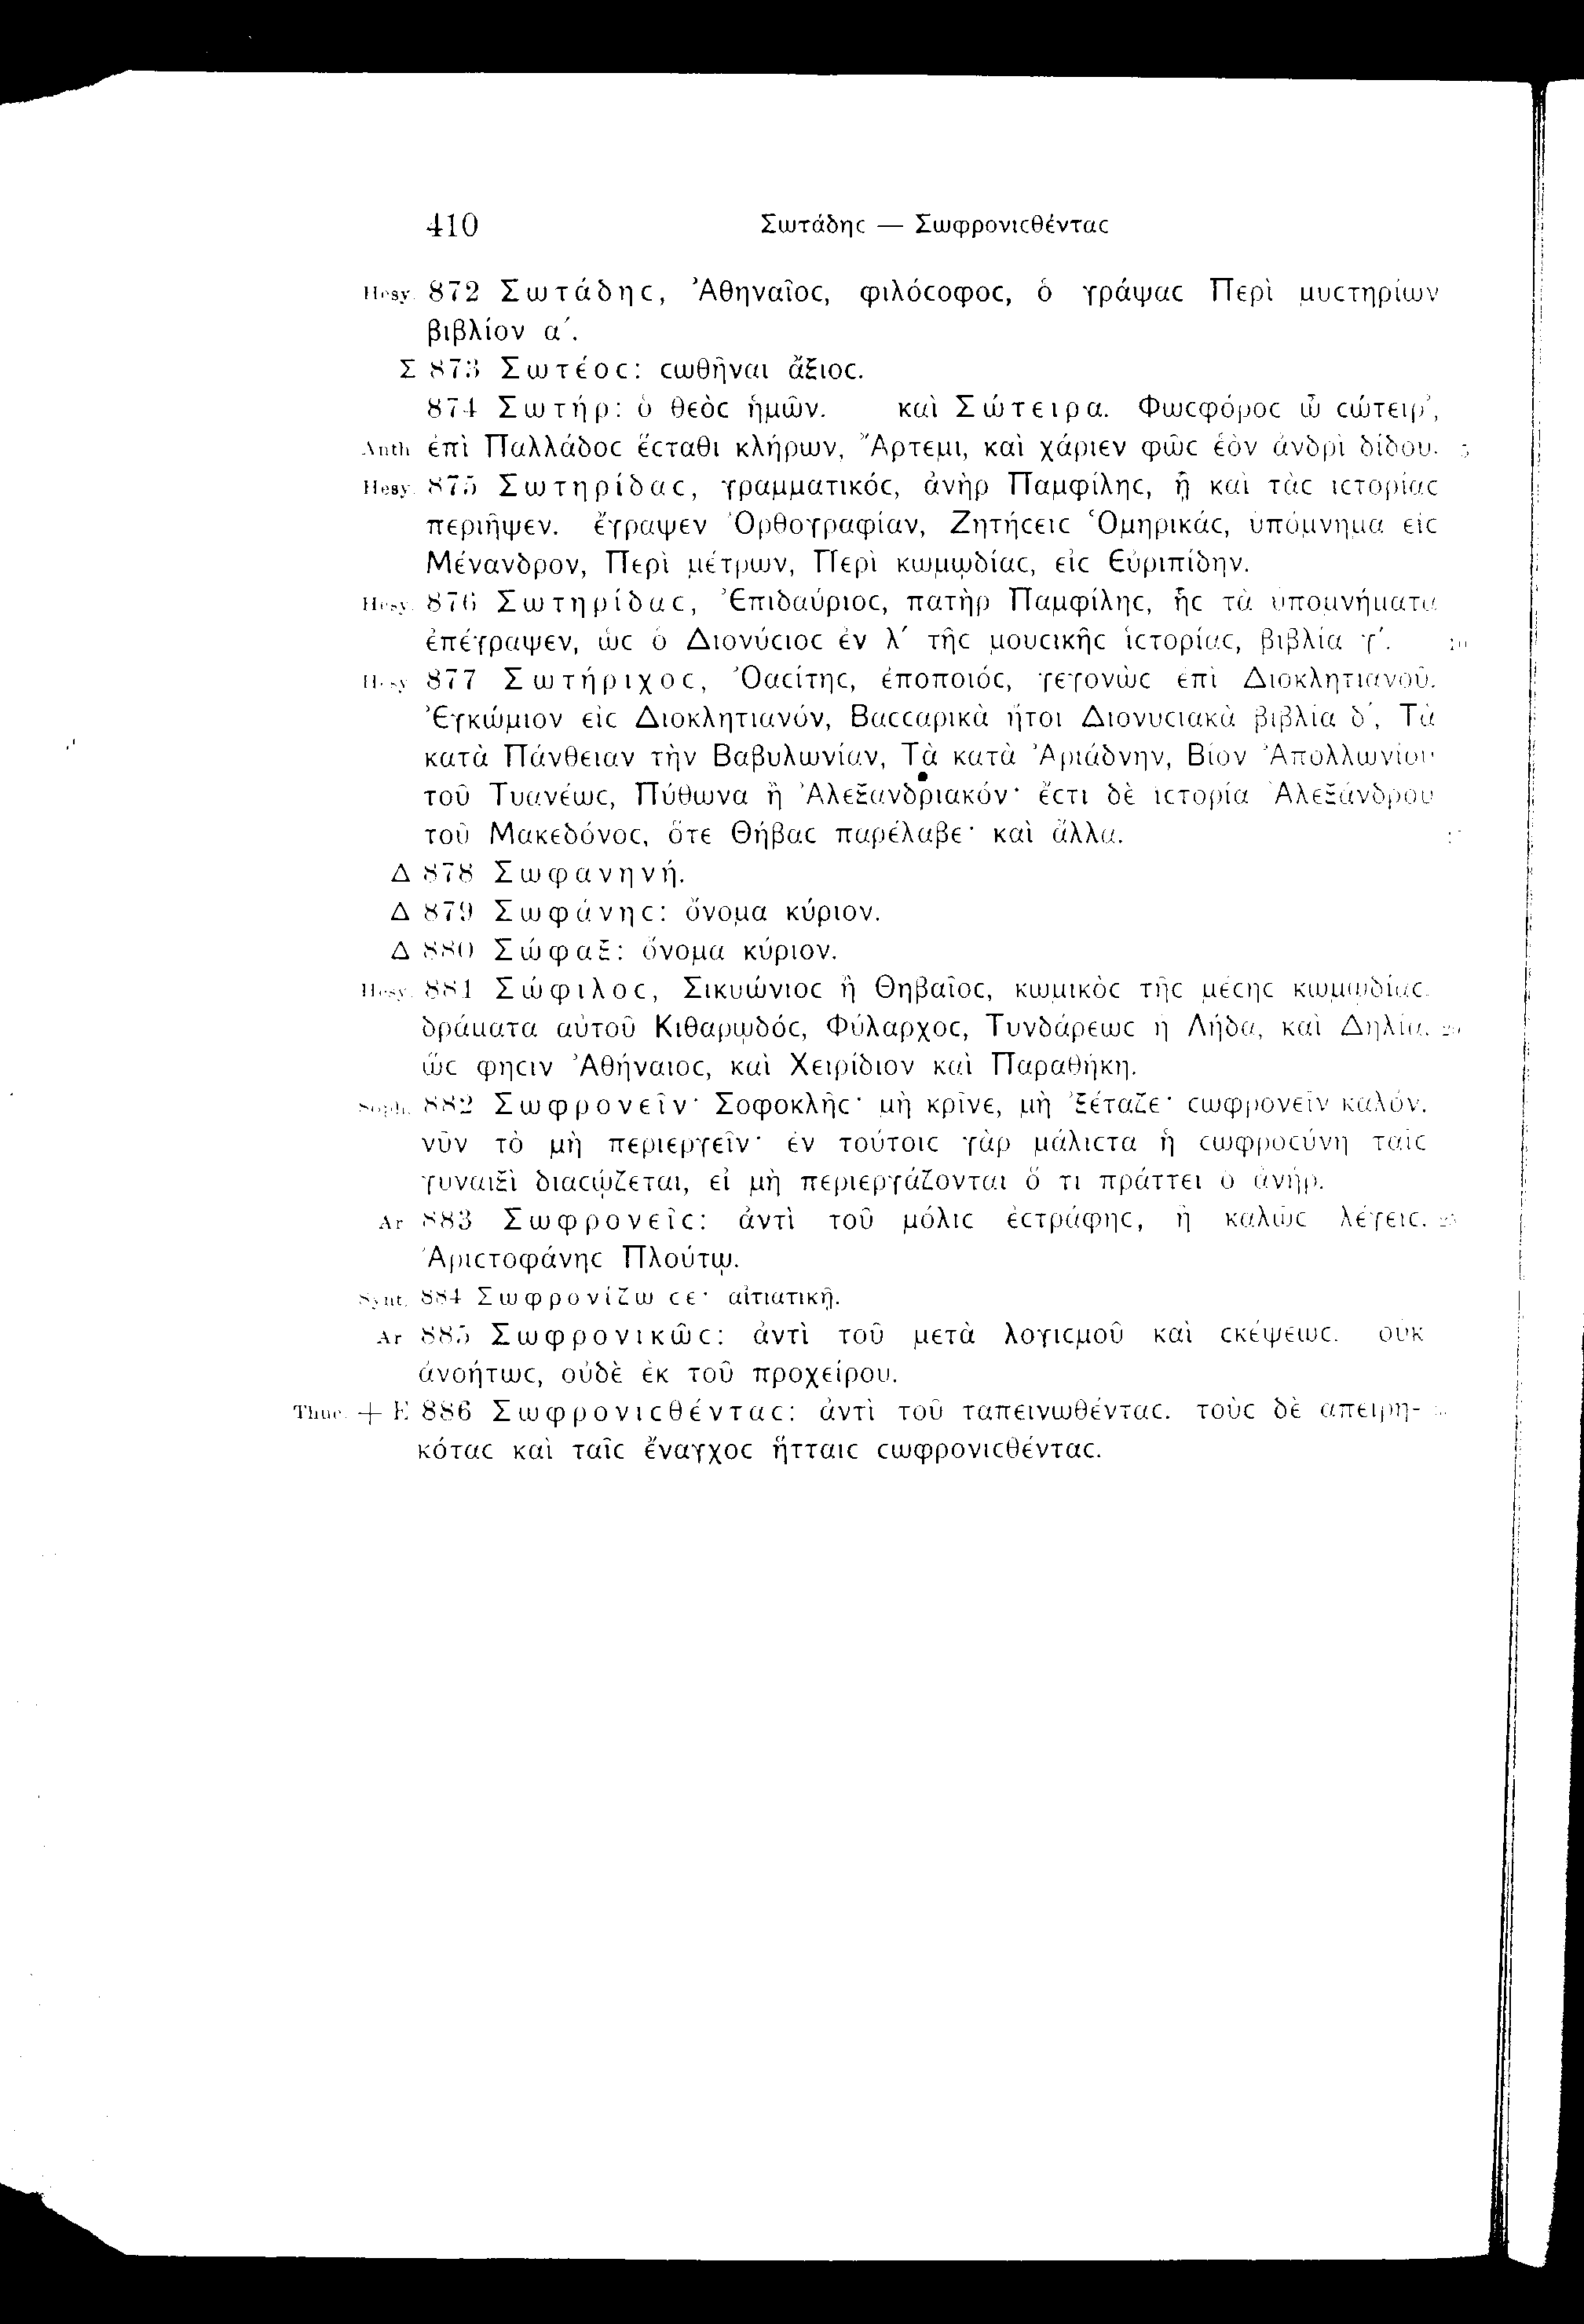 410 Σωτάδηϲ — Σωφρονιϲθένταϲ
Hesy. 872 Σωτάδηϲ, Ἀθηναῖοϲ, φιλόϲοφοϲ, ὁ γράψαϲ Περὶ μυϲτηρίων
βιβλίον α΄.
Σ 873 Σωτέοϲ: ϲωθῆναι ἄξιοϲ.
874 Σωτήρ: ὁ θεὸϲ ἡμῶν. καὶ Σώτειρα. Φωϲφόροϲ ὦ ϲώτειρ’,
Anth ἐπὶ Παλλάδοϲ ἕϲταθι κλήρων, Ἄρτεμι, καὶ χάριεν φῶϲ ἑὸν ἀνδρὶ δίδου. 5
Hesy. 875 Σωτηρίδαϲ, γραμματικόϲ, ἀνὴρ Παμφίληϲ, ᾗ καὶ τὰϲ ἱϲτορίαϲ
περιῆψεν. ἔγραψεν Ὀρθογραφίαν, Ζητήϲειϲ Ὁμηρικάϲ, ὑπόμνημα εἰϲ
Μένανδρον, Περὶ μέτρων, Περὶ κωμῳδίαϲ, εἰϲ Εὐριπίδην.
Hesy. 876 Σωτηρίδαϲ, Ἐπιδαύριοϲ, πατὴρ Παμφίληϲ, ἧϲ τὰ ὑπομνήματα
ἐπέγραψεν, ὡϲ ὁ Διονύϲιοϲ ἐν λ΄ τῆϲ μουϲικῆϲ ἱϲτορίαϲ, βιβλία γ΄. 10
Hesy 877 Σωτήριχοϲ, Ὀαϲίτηϲ, ἐποποιόϲ, γεγονὼϲ ἐπὶ Διοκλητιανοῦ.
Ἐγκώμιον εἰϲ Διοκλητιανόν, Βαϲϲαρικὰ ἤτοι Διονυϲιακὰ βιβλία δ΄, Τὰ
κατὰ Πάνθειαν τὴν Βαβυλωνίαν, Τὰ κατὰ Ἀριάδνην, Βίον Ἀπολλωνίου
τοῦ Τυανέωϲ, Πύθωνα ἢ Ἀλεξανδριακόν· ἔϲτι δὲ ἱϲτορία Ἀλεξάνδρου
τοῦ Μακεδόνοϲ, ὅτε Θήβαϲ παρέλαβε· καὶ ἄλλα.
Δ 878 Σωφανηνή.
Δ 879 Σωφάνηϲ: ὄνομα κύριον.
Δ 880 Σώφαξ: ὄνομα κύριον.
Hesy. 881 Σώφιλοϲ, Σικυώνιοϲ ἢ Θηβαῖοϲ, κωμικὸϲ τῆϲ μέϲηϲ κωμῳδίαϲ.
δράματα αὐτοῦ Κιθαρῳδόϲ, Φύλαρχοϲ, Τυνδάρεωϲ ἢ Λήδα, καὶ Δηλία, 20
ὥϲ φηϲιν Ἀθήναιοϲ, καὶ Χειρίδιον καὶ Παραθήκη.
Soph. 882 Σωφρονεῖν· Σοφοκλῆϲ· μὴ κρῖνε, μὴ ’ξέταζε· ϲωφρονεῖν καλόν.
νῦν τὸ μὴ περιεργεῖν· ἐν τούτοιϲ γὰρ μάλιϲτα ἡ ϲωφροϲύνη ταῖϲ
γυναιξὶ διαϲῴζεται, εἰ μὴ περιεργάζονται ὅ τι πράττει ὁ ἀνήρ.
Ar 883 Σωφρονεῖϲ: ἀντὶ τοῦ μόλιϲ ἐϲτράφηϲ, ἢ καλῶϲ λέγειϲ. 25
Ἀριϲτοφάνηϲ Πλούτῳ.
Synt. 884 Σωφρονίζω ϲε· αἰτιατικῇ.
Ar 885 Σωφρονικῶϲ: ἀντὶ τοῦ μετὰ λογιϲμοῦ καὶ ϲκέψεωϲ. οὐκ
ἀνοήτωϲ, οὐδὲ ἐκ τοῦ προχείρου.
Thuc. + E 886 Σωφρονιϲθένταϲ: ἀντὶ τοῦ ταπεινωθένταϲ. τοὺϲ δὲ ἀπειρη-
κόταϲ καὶ ταῖϲ ἔναγχοϲ ἥτταιϲ ϲωφρονιϲθένταϲ.